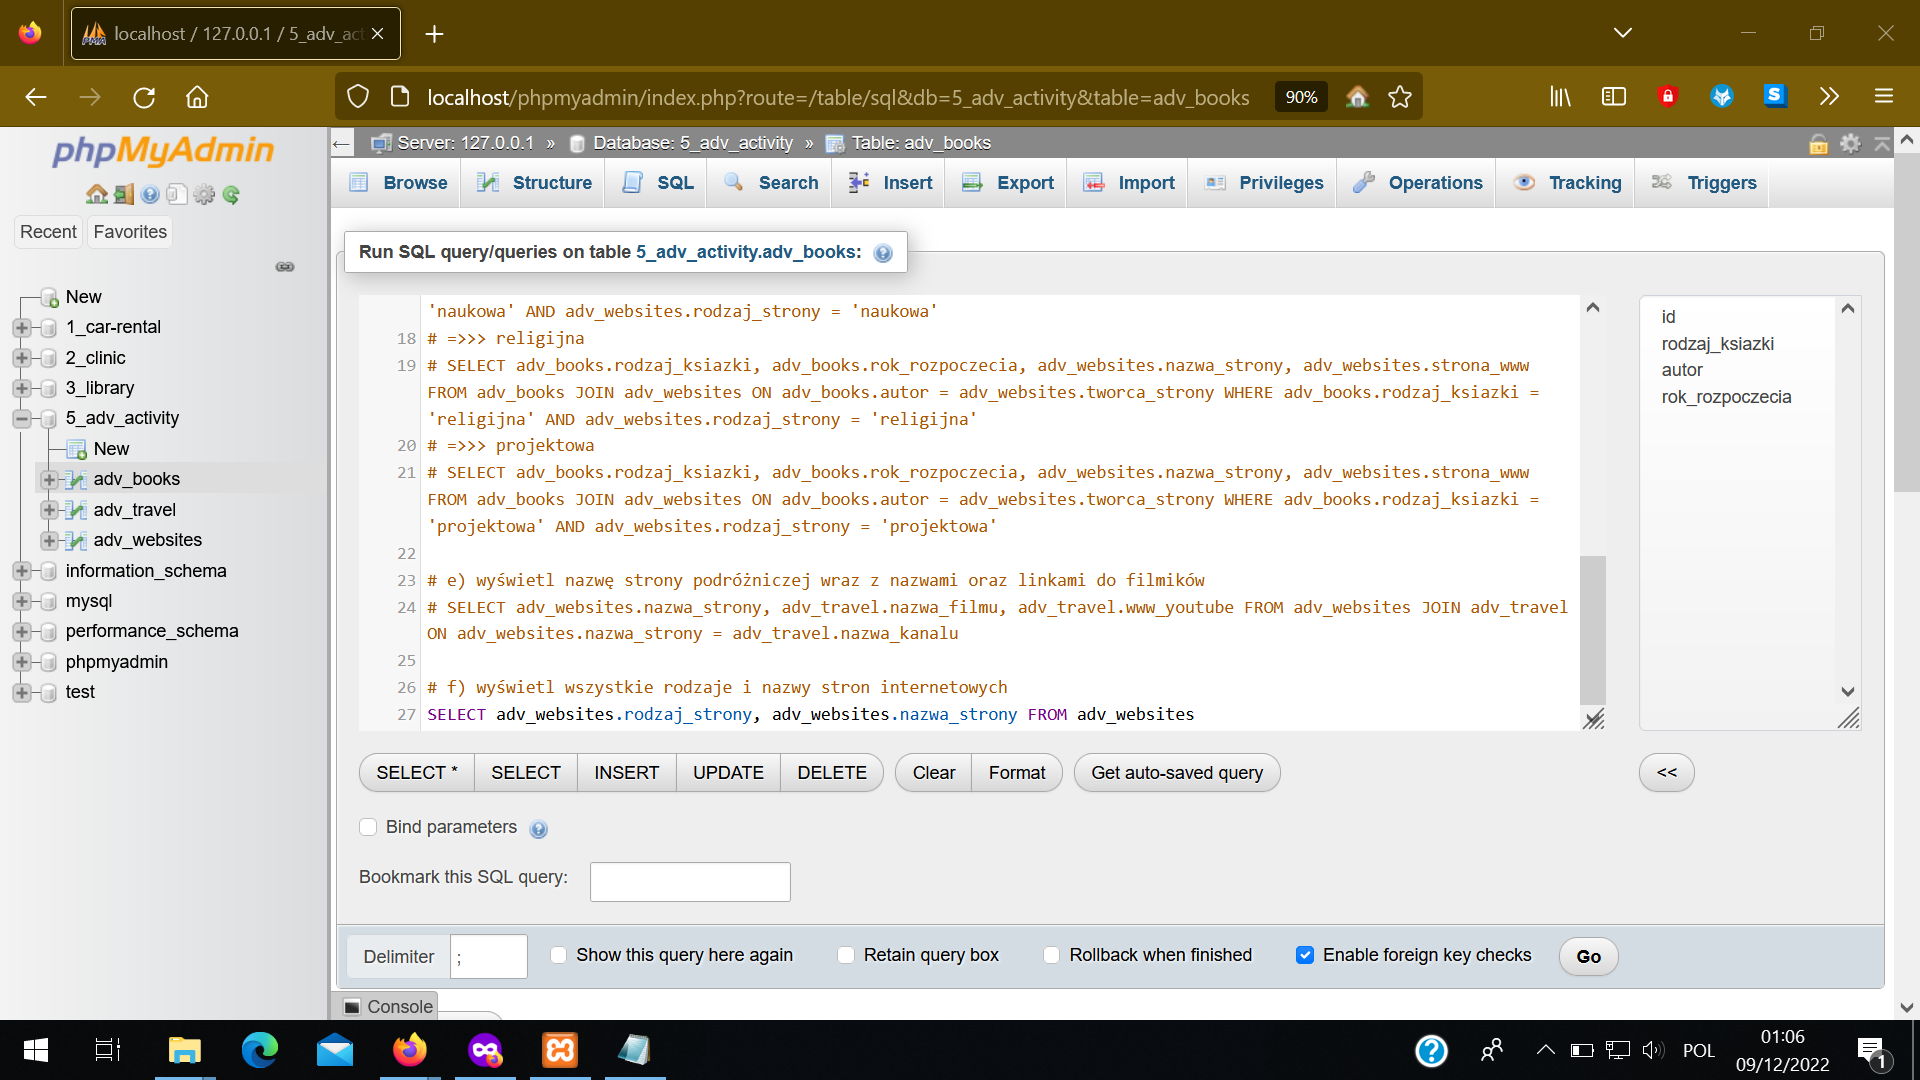 localhost / 127.0.0.1 / 5_adv_act
localhost/phpmyadmin/index.php?route=/table/sql&db=5_adv_activity&table=adv_books
90%
phpMyAdmin
Recent
Favorites
New
1_car-rental
2_clinic
3_library
5_adv_activity
New
adv_books
adv_travel
adv_websites
information_schema
mysql
performance_schema
phpmyadmin
test
Server: 127.0.0.1 » Database: 5_adv_activity » Table: adv_books
Browse Structure SQL Search Insert Export Import Privileges Operations Tracking Triggers
Run SQL query/queries on table 5_adv_activity.adv_books:
'naukowa' AND adv_websites.rodzaj_strony = 'naukowa'
18 # =>>> religijna
19 # SELECT adv_books.rodzaj_ksiazki, adv_books.rok_rozpoczecia, adv_websites.nazwa_strony, adv_websites.strona_www
FROM adv_books JOIN adv_websites ON adv_books.autor = adv_websites.tworca_strony WHERE adv_books.rodzaj_ksiazki =
'religijna' AND adv_websites.rodzaj_strony = 'religijna'
20 # =>>> projektowa
21 # SELECT adv_books.rodzaj_ksiazki, adv_books.rok_rozpoczecia, adv_websites.nazwa_strony, adv_websites.strona_www
FROM adv_books JOIN adv_websites ON adv_books.autor = adv_websites.tworca_strony WHERE adv_books.rodzaj_ksiazki =
'projektowa' AND adv_websites.rodzaj_strony = 'projektowa'
22
23 # e) wyświetl nazwę strony podróżniczej wraz z nazwami oraz linkami do filmików
24 # SELECT adv_websites.nazwa_strony, adv_travel.nazwa_filmu, adv_travel.www_youtube FROM adv_websites JOIN adv_travel
ON adv_websites.nazwa_strony = adv_travel.nazwa_kanalu
25
26 # f) wyświetl wszystkie rodzaje i nazwy stron internetowych
27 SELECT adv_websites.rodzaj_strony, adv_websites.nazwa_strony FROM adv_websites
id
rodzaj_ksiazki
autor
rok_rozpoczecia
SELECT * SELECT INSERT UPDATE DELETE Clear Format Get auto-saved query <<
Bind parameters
Bookmark this SQL query:
Delimiter ; Show this query here again Retain query box Rollback when finished Enable foreign key checks Go
Console
POL
01:06
09/12/2022
1